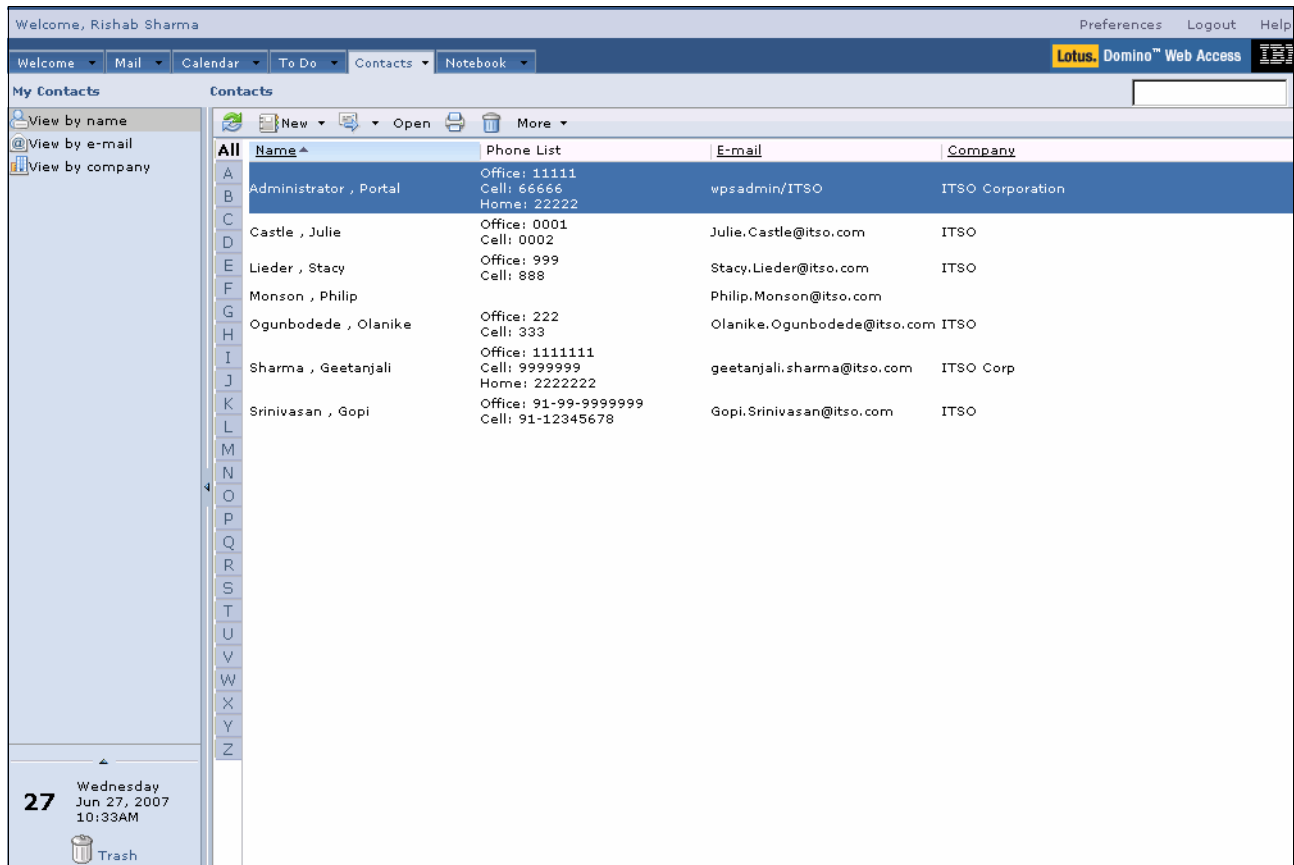 Welcome, Rishab Sharma
Preferences Logout Help
Welcome Mail Calendar To Do Contacts Notebook
Lotus. Domino™ Web Access IBM
My Contacts
Contacts
View by name
View by e-mail
View by company
New Open More
All
Name Phone List E-mail Company
Administrator , Portal
Office: 11111
Cell: 66666
Home: 22222
wpsadmin/ITSO
ITSO Corporation
Castle , Julie
Office: 0001
Cell: 0002
Julie.Castle@itso.com
ITSO
Lieder , Stacy
Office: 999
Cell: 888
Stacy.Lieder@itso.com
ITSO
Monson , Philip
Philip.Monson@itso.com
Ogunbodede , Olanike
Office: 222
Cell: 333
Olanike.Ogunbodede@itso.com
ITSO
Sharma , Geetanjali
Office: 1111111
Cell: 9999999
Home: 2222222
geetanjali.sharma@itso.com
ITSO Corp
Srinivasan , Gopi
Office: 91-99-9999999
Cell: 91-12345678
Gopi.Srinivasan@itso.com
ITSO
A
B
C
D
E
F
G
H
I
J
K
L
M
N
O
P
Q
R
S
T
U
V
W
X
Y
Z
27
Wednesday
Jun 27, 2007
10:33AM
Trash